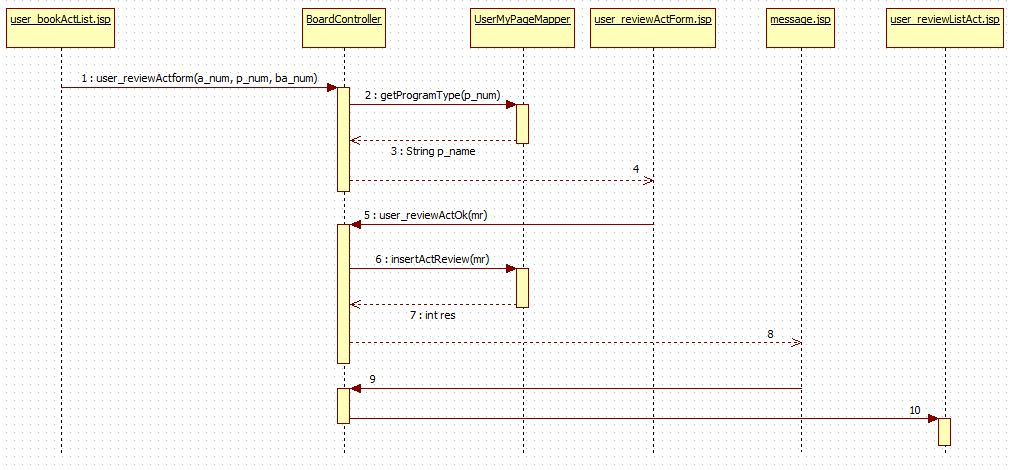 user_bookActList.jsp
BoardController
UserMyPageMapper
user_reviewActForm.jsp
message.jsp
user_reviewListAct.jsp
1 : user_reviewActform(a_num, p_num, ba_num)
2 : getProgramType(p_num)
3 : String p_name
4
5 : user_reviewActOk(mr)
6 : insertActReview(mr)
7 : int res
8
9
10